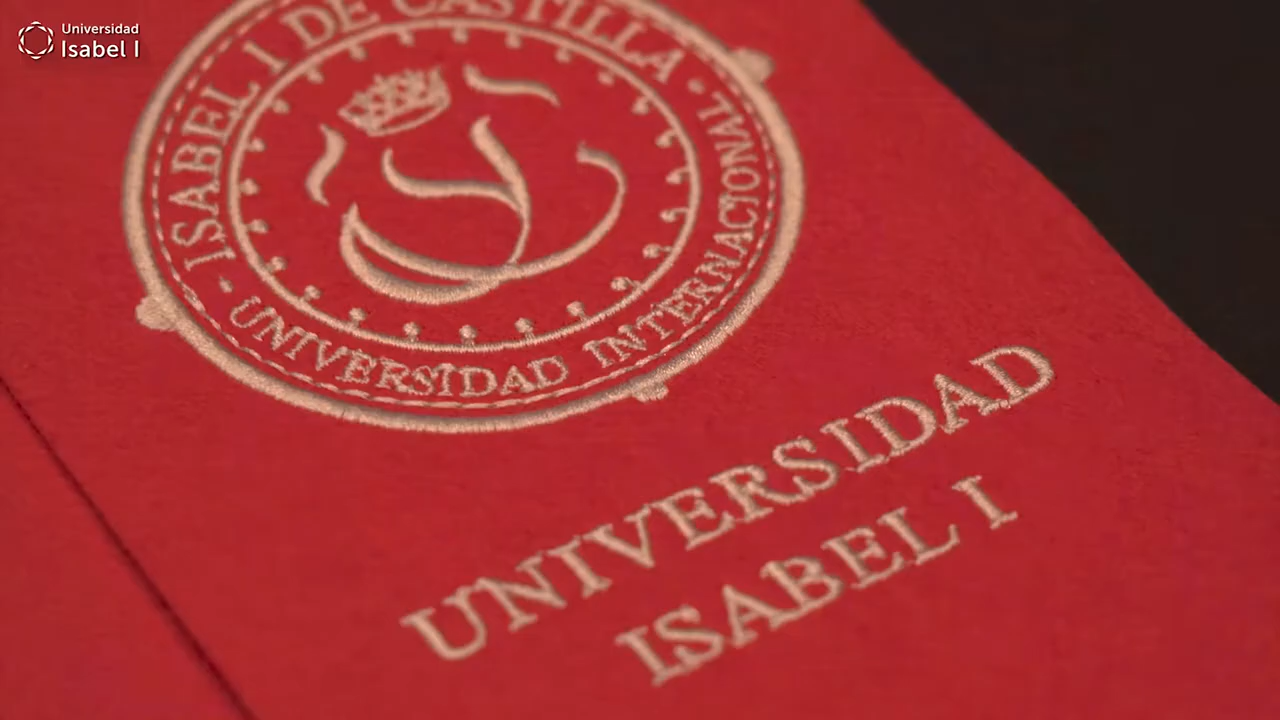 Universidad
Isabel I
ISABEL I DE CASTILLA ·
· UNIVERSIDAD INTERNACIONAL
UNIVERSIDAD
ISABEL I